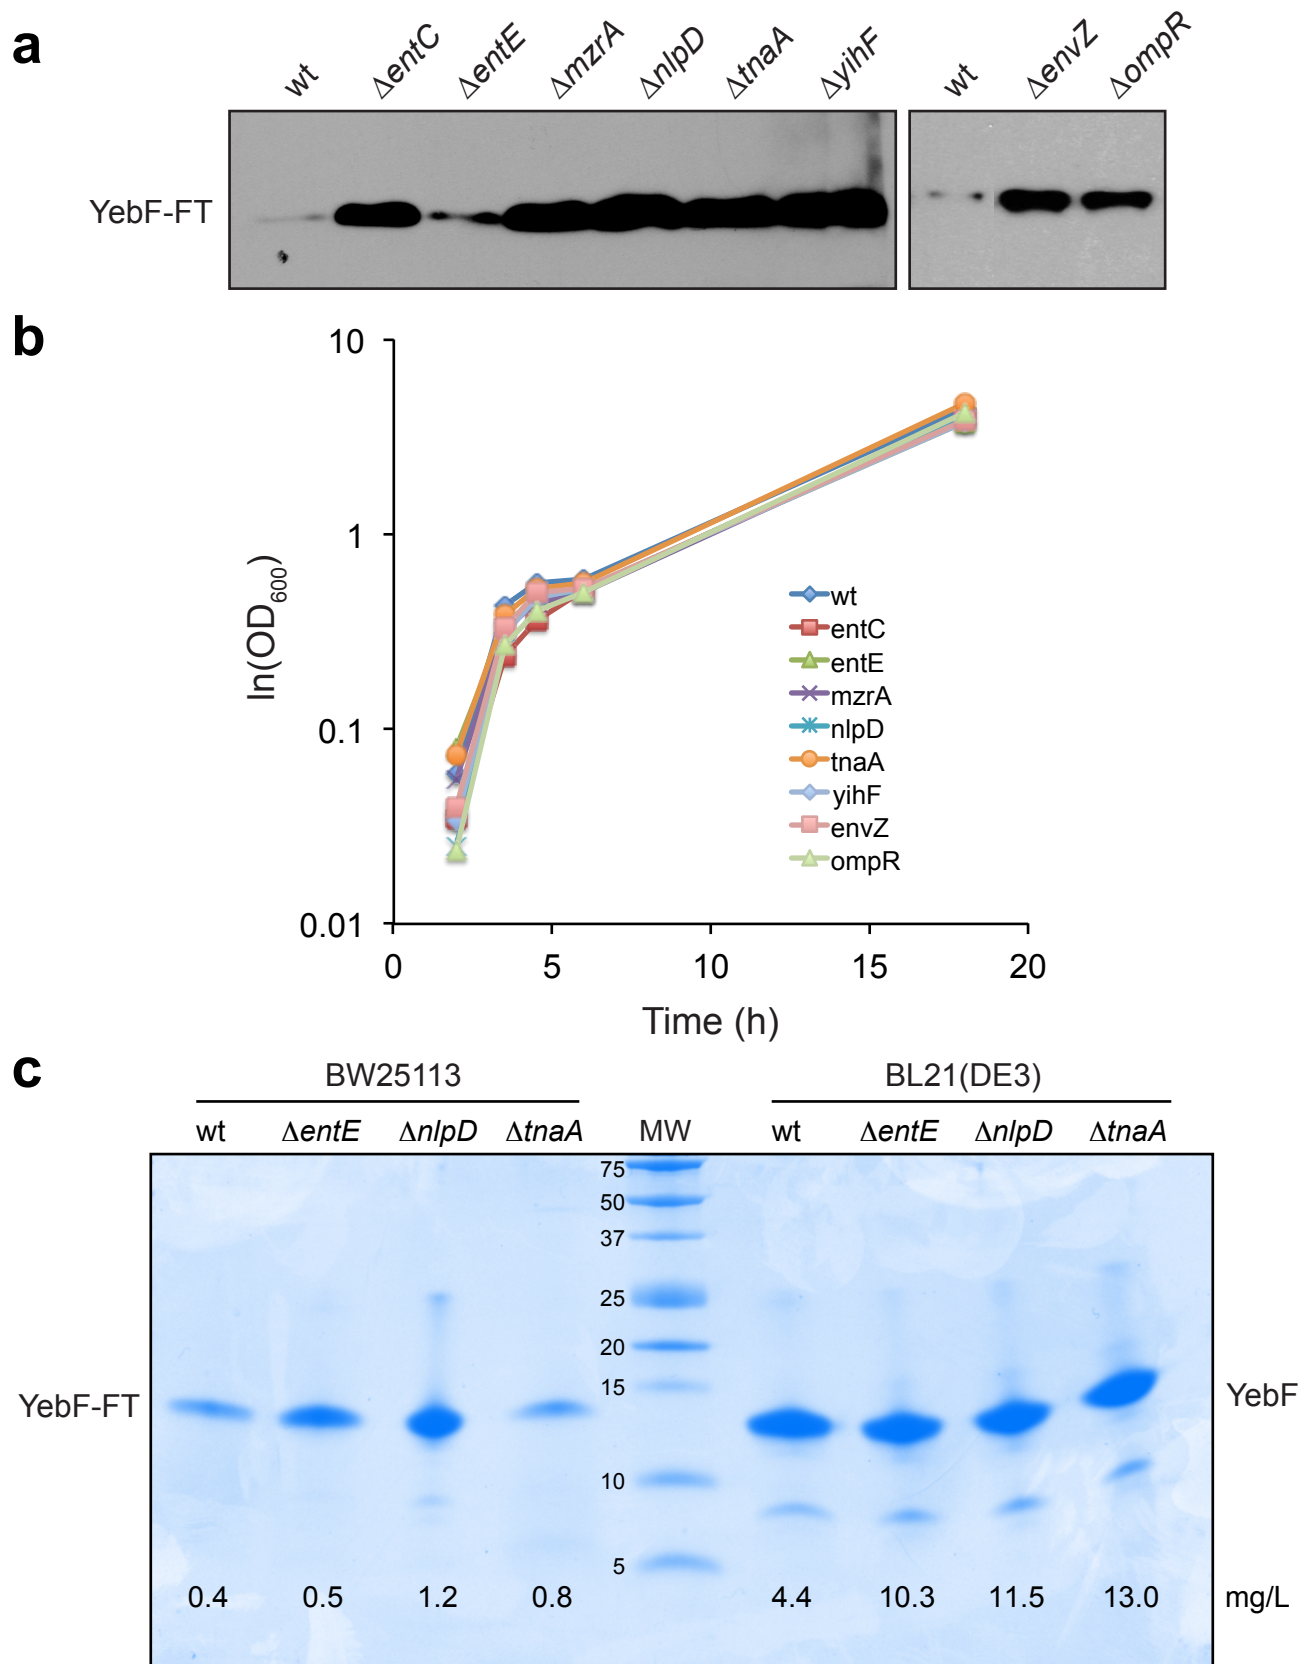 a
wt ΔentC ΔentE ΔmzrA ΔnlpD ΔtnaA ΔyihF wt ΔenvZ ΔompR
YebF-FT
b
10
1
0.1
0.01
ln(OD600)
0 5 10 15 20
Time (h)
wt
entC
entE
mzrA
nlpD
tnaA
yihF
envZ
ompR
c
BW25113 BL21(DE3)
wt ΔentE ΔnlpD ΔtnaA MW wt ΔentE ΔnlpD ΔtnaA
75
50
37
25
20
15
YebF-FT YebF
10
5
0.4 0.5 1.2 0.8 4.4 10.3 11.5 13.0 mg/L